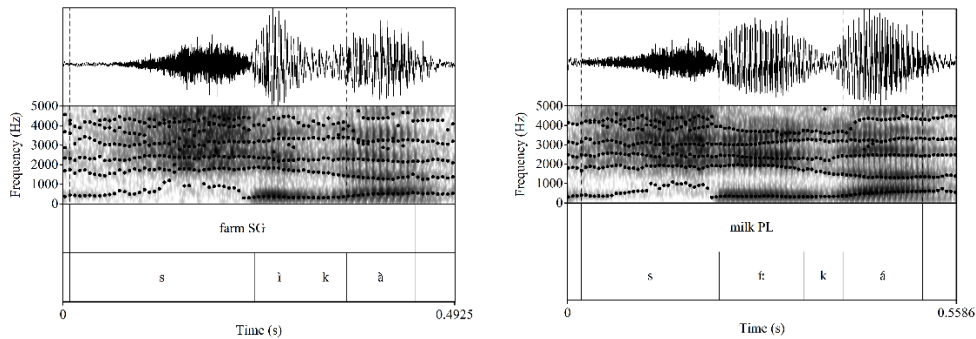 5000
4000
3000
2000
1000
0
Frequency (Hz)
farm SG
s ì k à
0 0.4925
Time (s)
5000
4000
3000
2000
1000
0
Frequency (Hz)
milk PL
s íː k á
0 0.5586
Time (s)